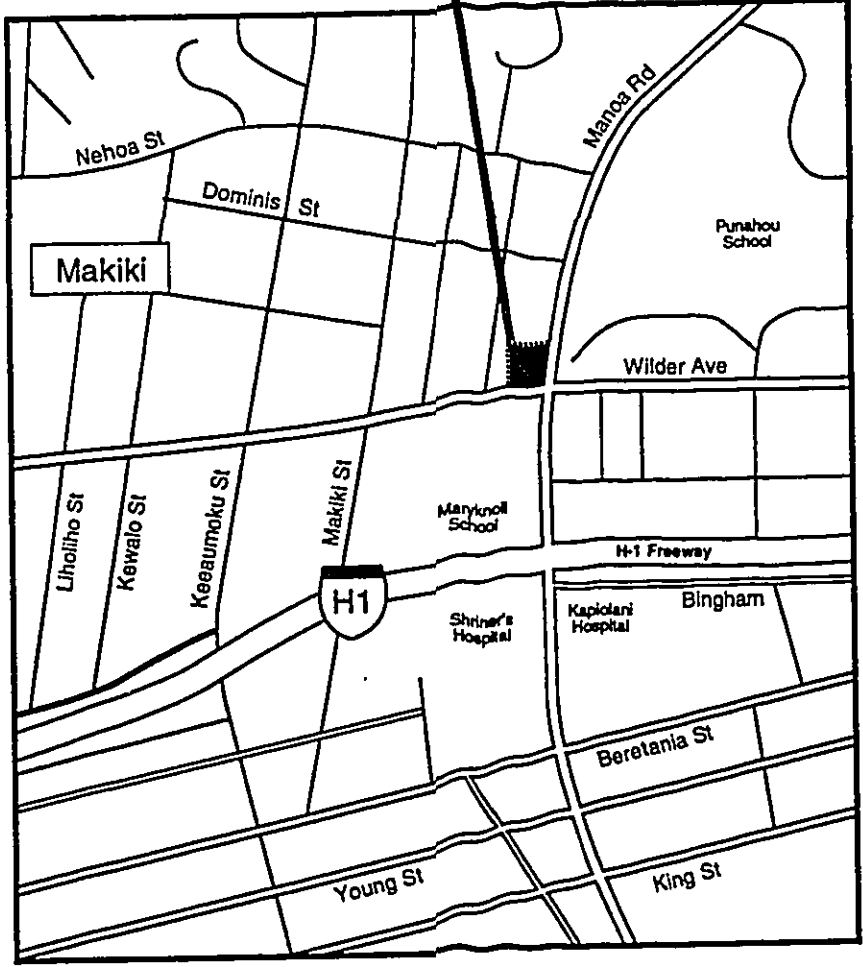 Manoa Rd
Nehoa St
Dominis St
Punahou
School
Makiki
Wilder Ave
Liholiho St
Kewalo St
Keeaumoku St
Makiki St
Maryknoll
School
H-1 Freeway
H1
Shriner's
Hospital
Kapiolani
Hospital
Bingham
Beretania St
Young St
King St